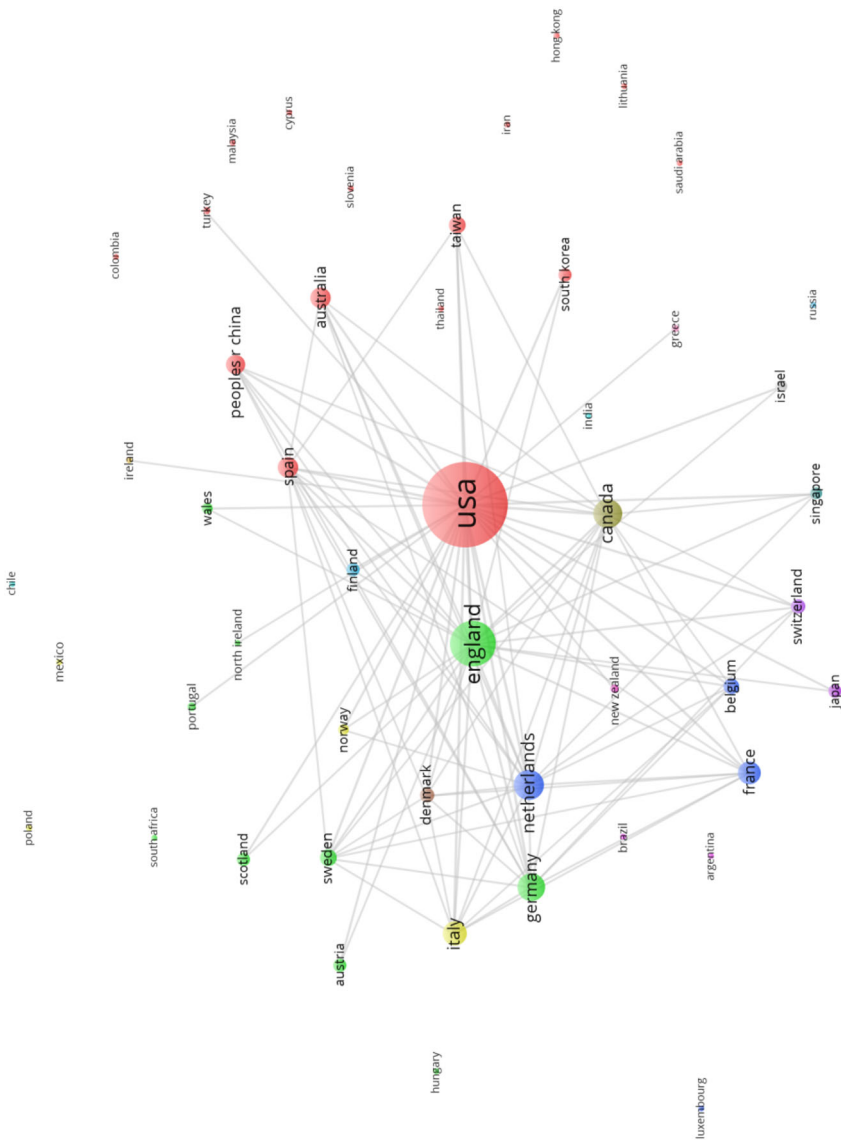 hong kong
lithuania
cyprus
iran
malaysia
saudi arabia
slovenia
turkey
taiwan
colombia
south korea
australia
thailand
russia
greece
peoples r china
israel
india
ireland
spain
singapore
wales
usa
canada
finland
chile
switzerland
north ireland
england
mexico
new zealand
belgium
japan
portugal
norway
france
netherlands
denmark
poland
south africa
brazil
argentina
scotland
sweden
germany
italy
austria
hungary
luxembourg